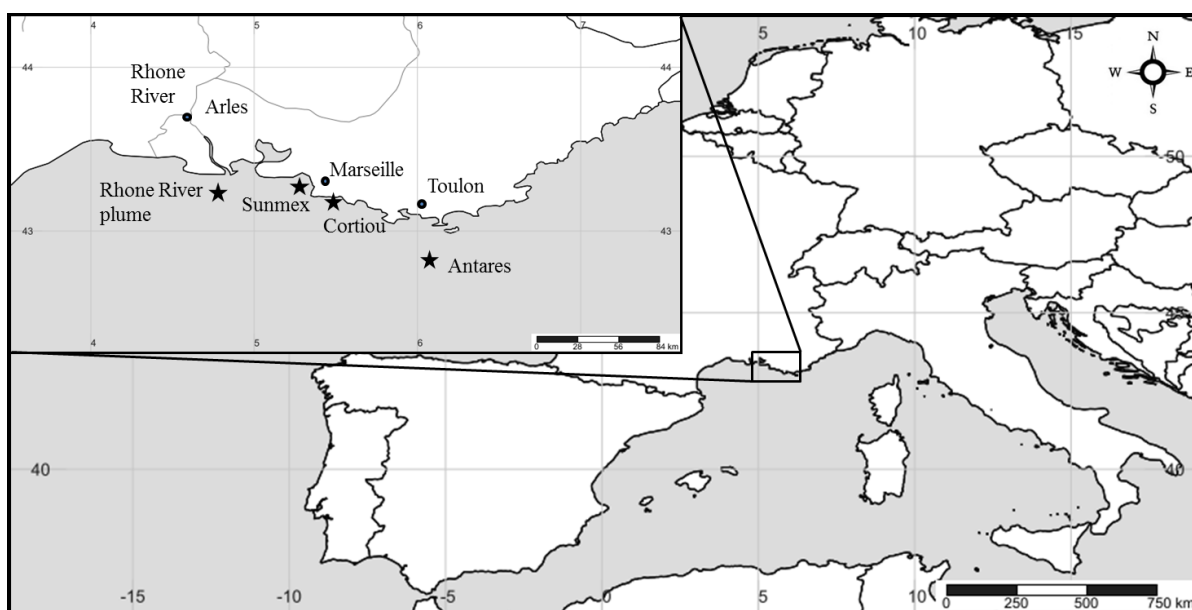 4 5 6 7
5 10 15
N
44 44
W E
S
Rhone
River
Arles
50
Marseille
Rhone River
plume
Toulon
Sunmex
Cortiou
43 43
Antares
4 5 6 7
0 28 56 84 km
40 40
-15 -10 -5 0 5 10
0 250 500 750 km